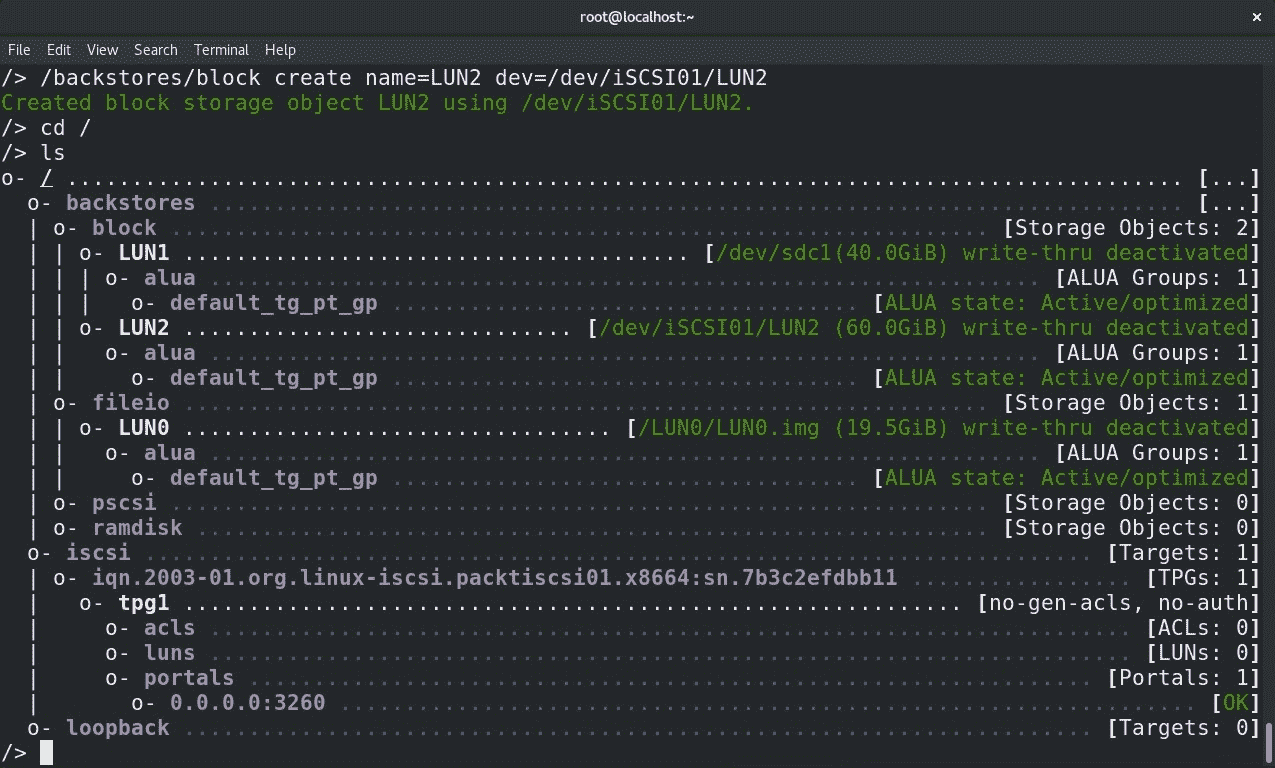 root@localhost:~ ×
File Edit View Search Terminal Help
/> /backstores/block create name=LUN2 dev=/dev/iSCSI01/LUN2
Created block storage object LUN2 using /dev/iSCSI01/LUN2.
/> cd /
/> ls
o- / ...................................................................................... [...]
  o- backstores ........................................................................... [...]
  | o- block .............................................................. [Storage Objects: 2]
  | | o- LUN1 ....................................... [/dev/sdc1(40.0GiB) write-thru deactivated]
  | | | o- alua ................................................................ [ALUA Groups: 1]
  | | |   o- default_tg_pt_gp .................................... [ALUA state: Active/optimized]
  | | o- LUN2 .............................. [/dev/iSCSI01/LUN2 (60.0GiB) write-thru deactivated]
  | |   o- alua ................................................................ [ALUA Groups: 1]
  | |     o- default_tg_pt_gp .................................... [ALUA state: Active/optimized]
  | o- fileio ............................................................. [Storage Objects: 1]
  | | o- LUN0 ................................. [/LUN0/LUN0.img (19.5GiB) write-thru deactivated]
  | |   o- alua ................................................................ [ALUA Groups: 1]
  | |     o- default_tg_pt_gp .................................... [ALUA state: Active/optimized]
  | o- pscsi .............................................................. [Storage Objects: 0]
  | o- ramdisk ............................................................ [Storage Objects: 0]
  o- iscsi ......................................................................... [Targets: 1]
  | o- iqn.2003-01.org.linux-iscsi.packtiscsi01.x8664:sn.7b3c2efdbb11 ................. [TPGs: 1]
  |   o- tpg1 ............................................................ [no-gen-acls, no-auth]
  |     o- acls ....................................................................... [ACLs: 0]
  |     o- luns ....................................................................... [LUNs: 0]
  |     o- portals ................................................................. [Portals: 1]
  |       o- 0.0.0.0:3260 .................................................................. [OK]
  o- loopback ...................................................................... [Targets: 0]
/>